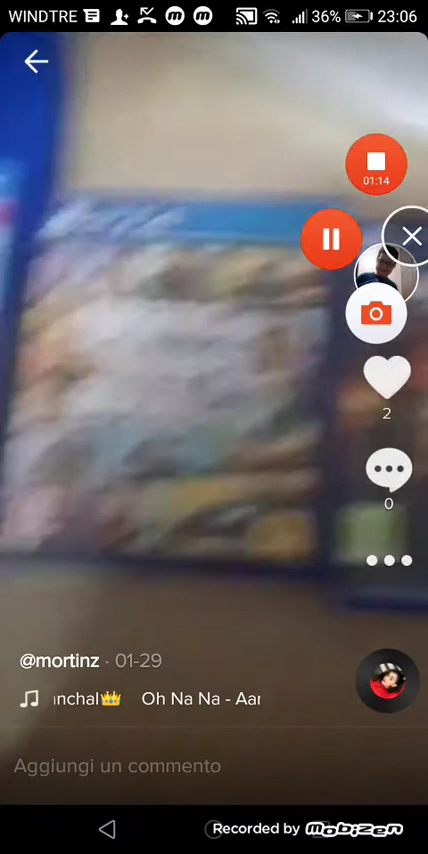 WINDTRE 36% 23:06
01:14
2
0
@mortinz · 01-29
nchal👑 Oh Na Na - Aar
Aggiungi un commento
Recorded by MOBIZEN